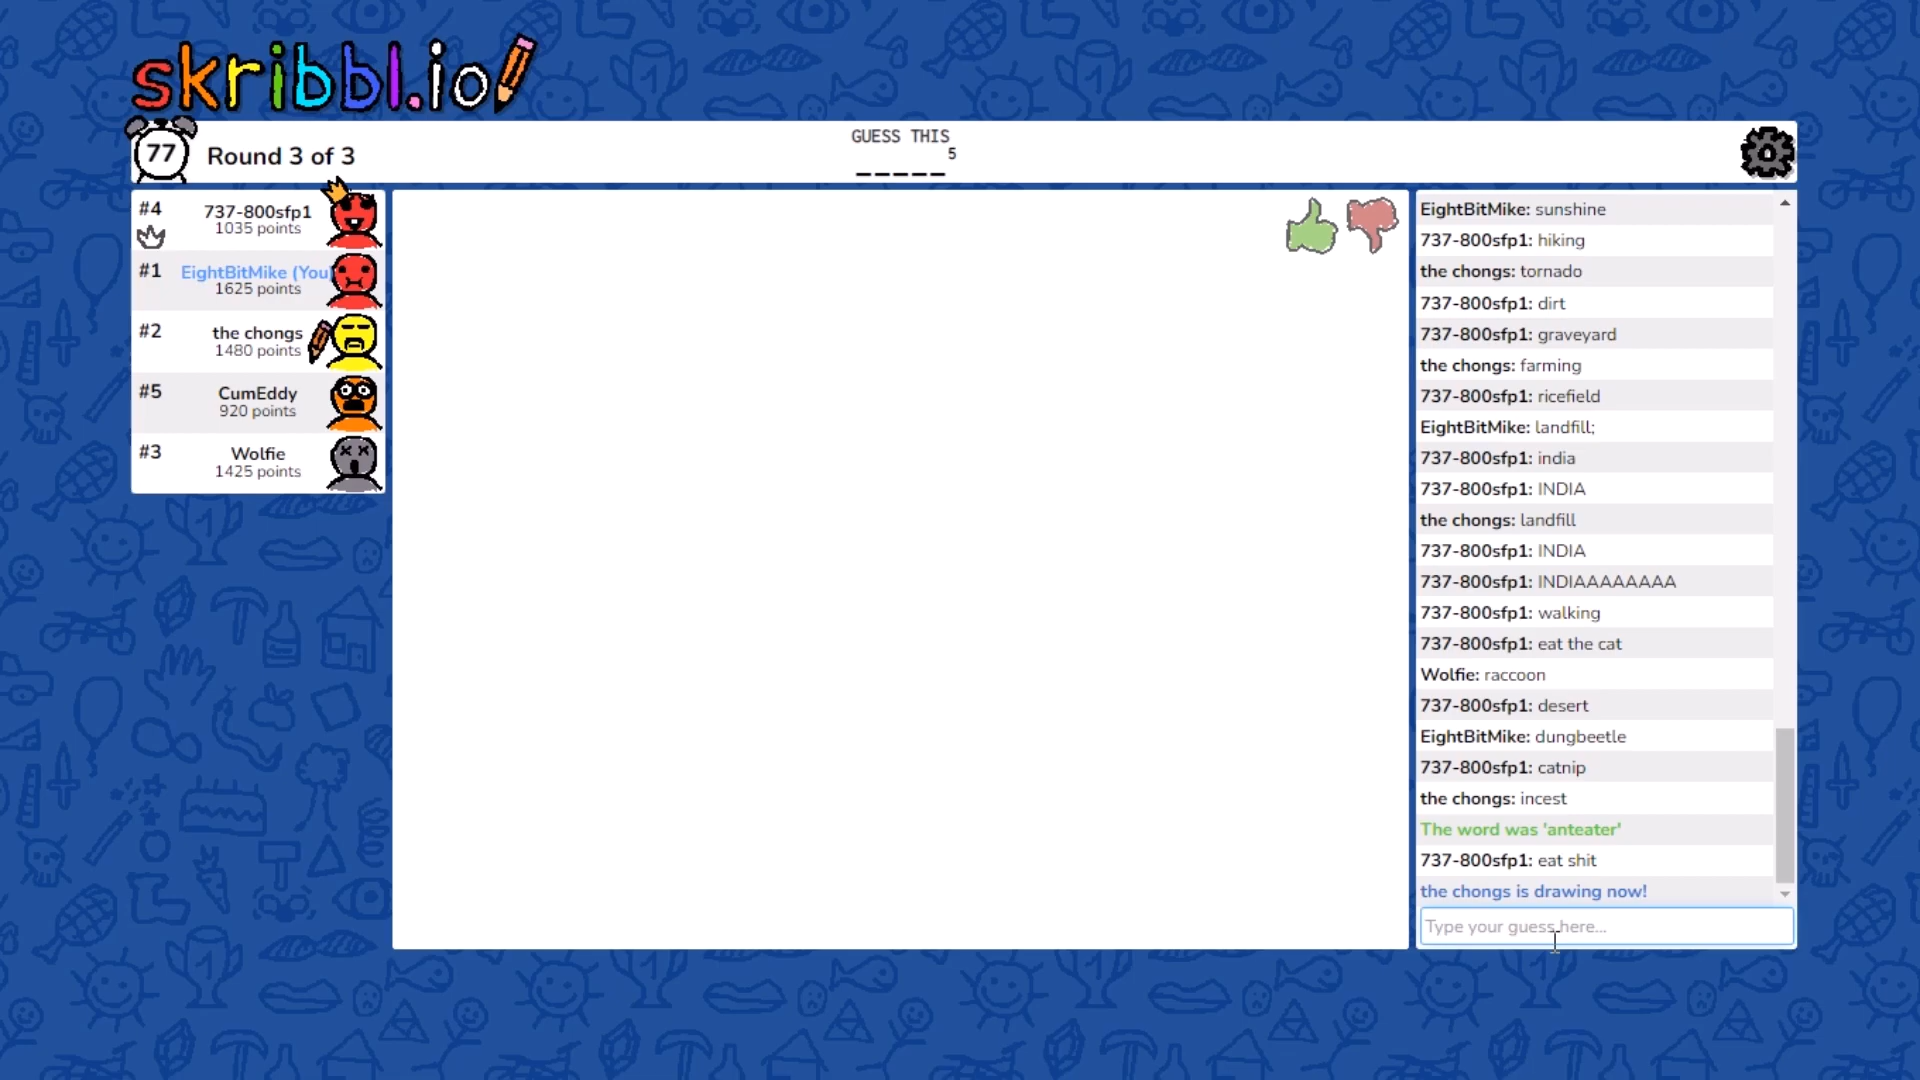 skribbl.io
77
Round 3 of 3
GUESS THIS
5
_____
#4
737-800sfp1
1035 points
#1
EightBitMike (You
1625 points
#2
the chongs
1480 points
#5
CumEddy
920 points
#3
Wolfie
1425 points
EightBitMike: sunshine
737-800sfp1: hiking
the chongs: tornado
737-800sfp1: dirt
737-800sfp1: graveyard
the chongs: farming
737-800sfp1: ricefield
EightBitMike: landfill;
737-800sfp1: india
737-800sfp1: INDIA
the chongs: landfill
737-800sfp1: INDIA
737-800sfp1: INDIAAAAAAAA
737-800sfp1: walking
737-800sfp1: eat the cat
Wolfie: raccoon
737-800sfp1: desert
EightBitMike: dungbeetle
737-800sfp1: catnip
the chongs: incest
The word was 'anteater'
737-800sfp1: eat shit
the chongs is drawing now!
Type your guess here...